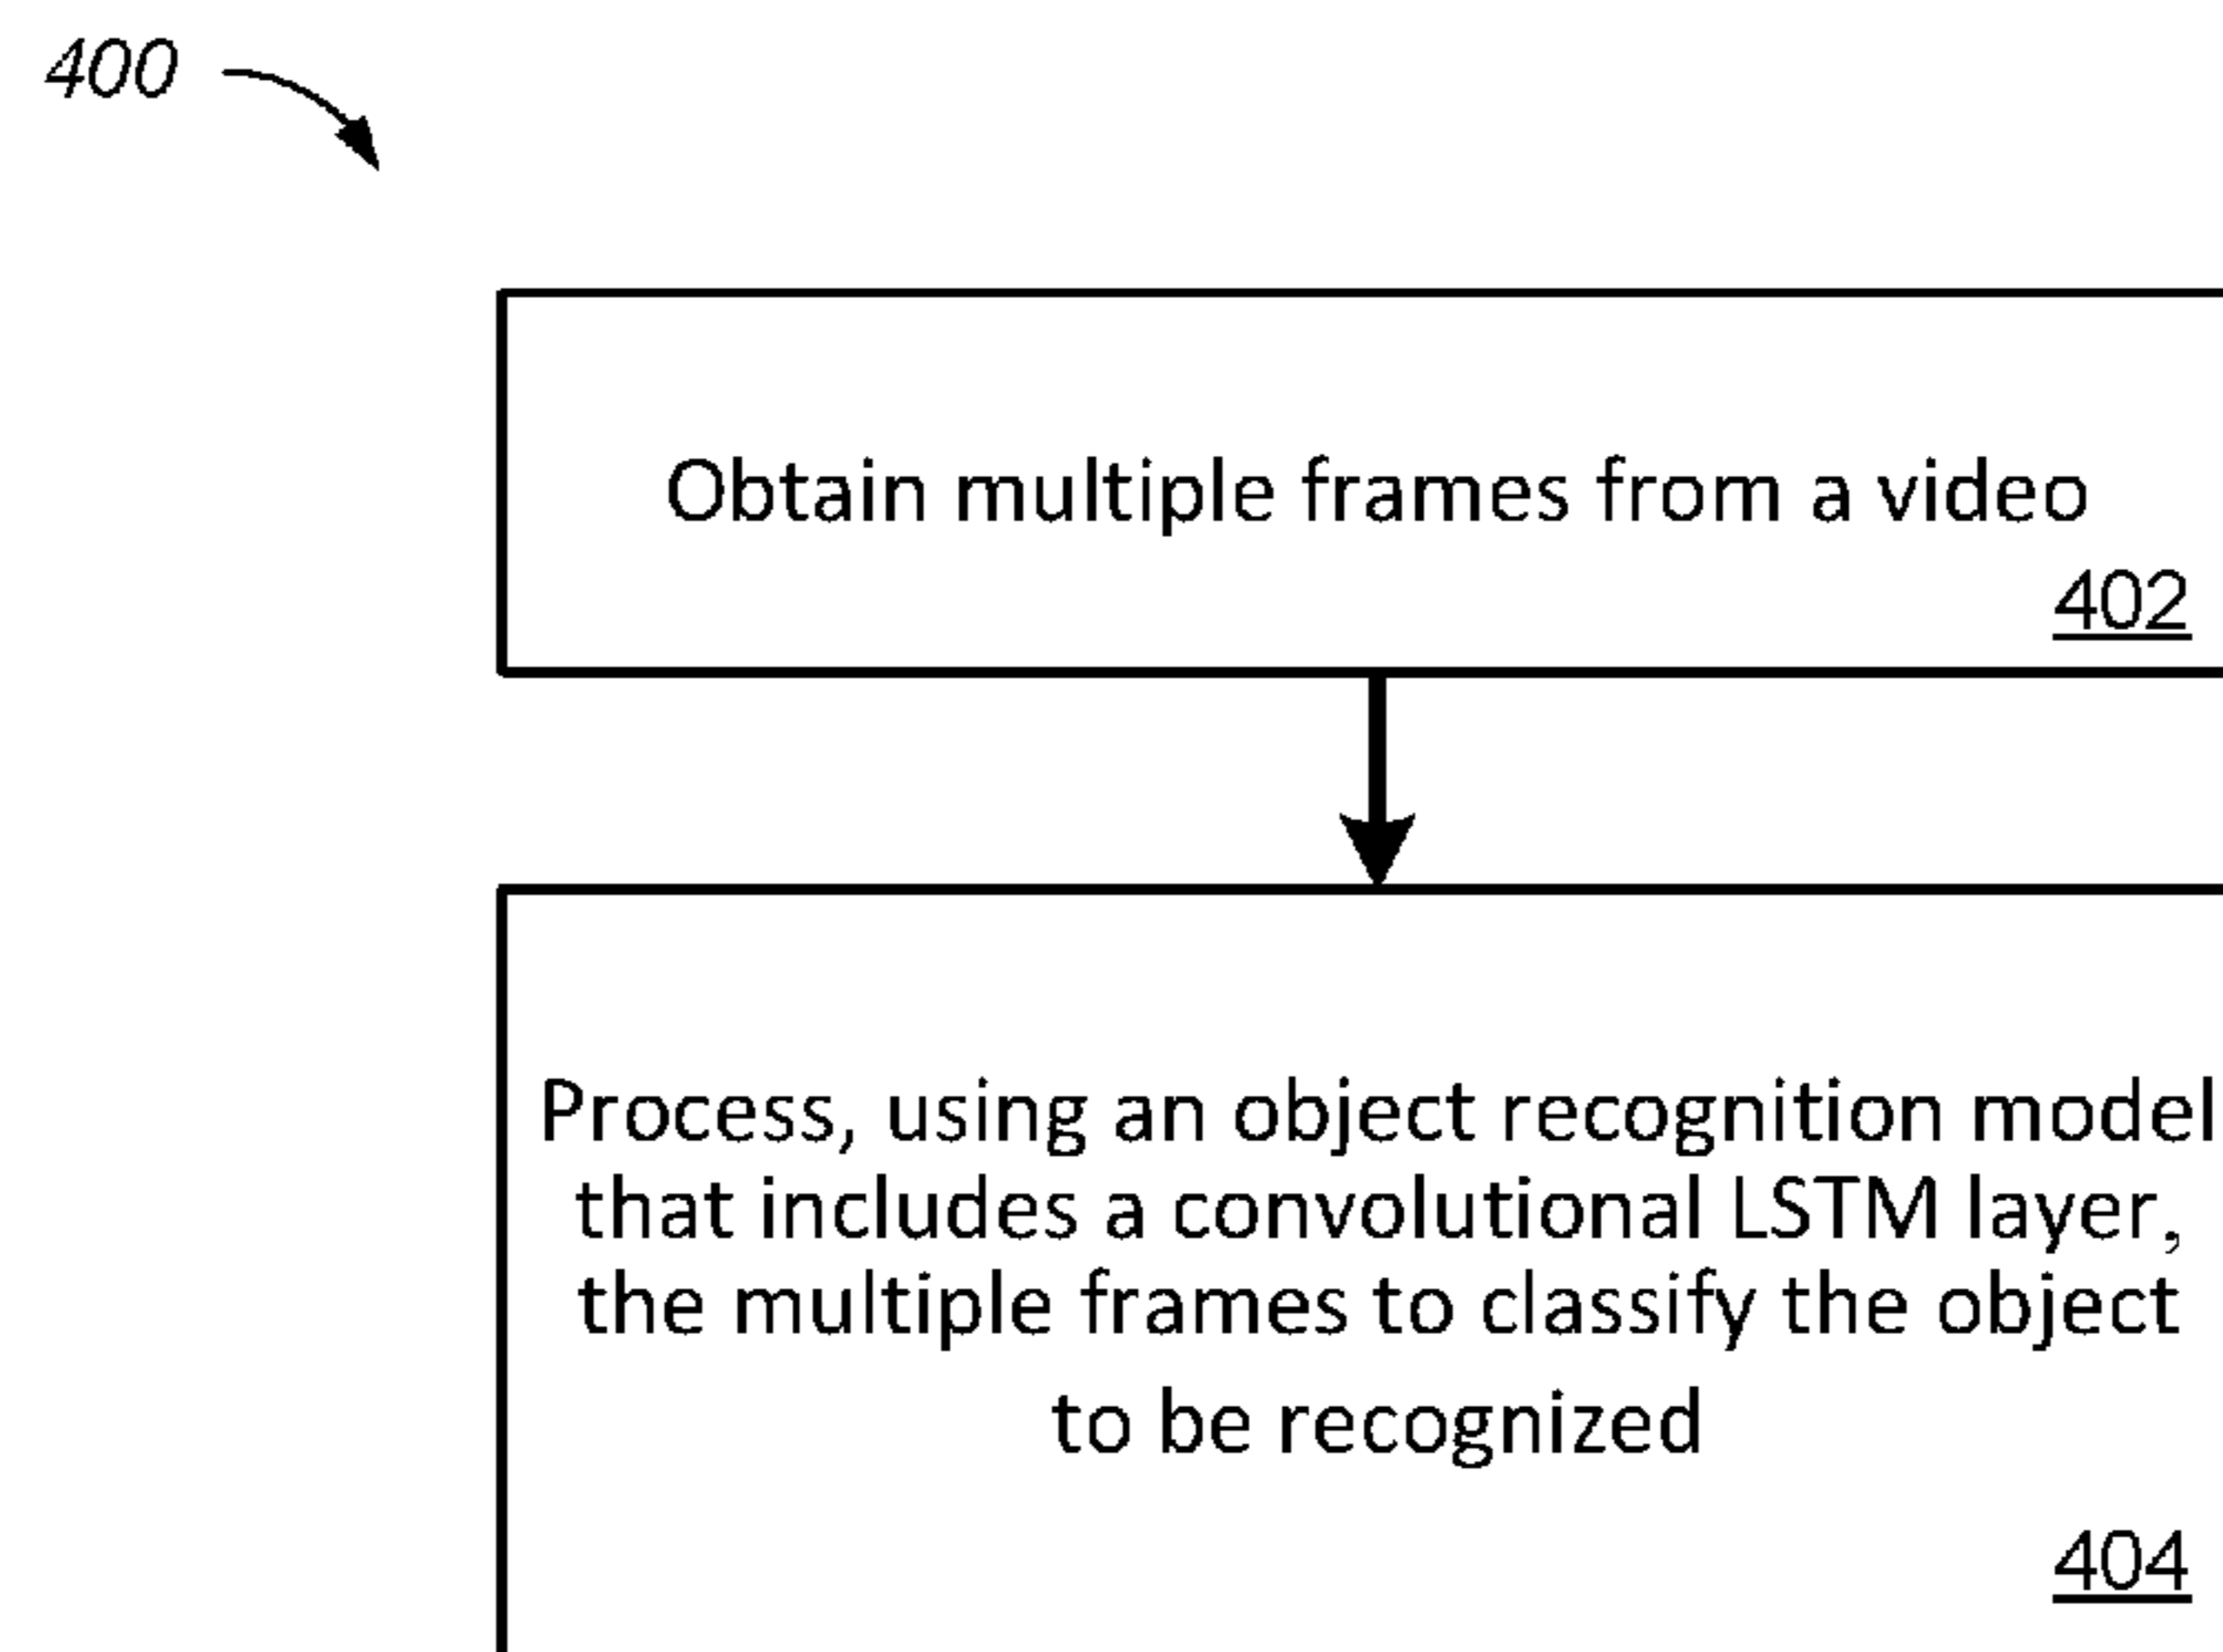 400
Obtain multiple frames from a video
402
Process, using an object recognition model
that includes a convolutional LSTM layer,
the multiple frames to classify the object
to be recognized
404